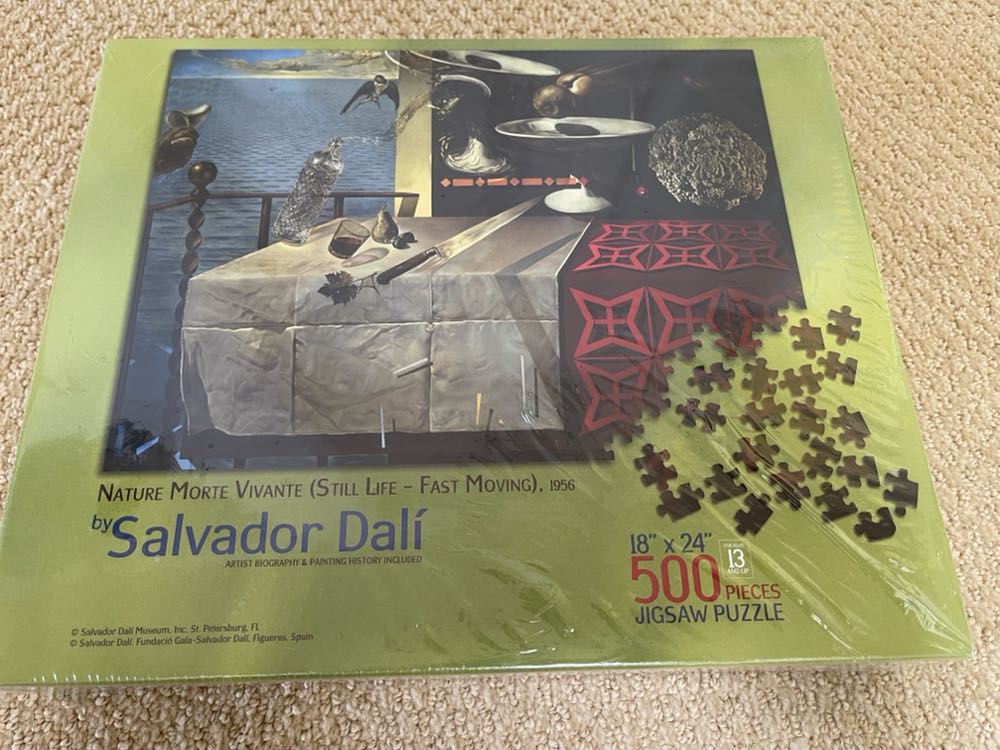 Nature Morte Vivante (Still Life – Fast Moving), 1956
by Salvador Dalí
ARTIST BIOGRAPHY & PAINTING HISTORY INCLUDED
18" x 24"
FOR AGES
13
AND UP
500 PIECES
JIGSAW PUZZLE
© Salvador Dalí Museum, Inc. St. Petersburg, FL
© Salvador Dalí. Fundació Gala-Salvador Dalí. Figueres, Spain